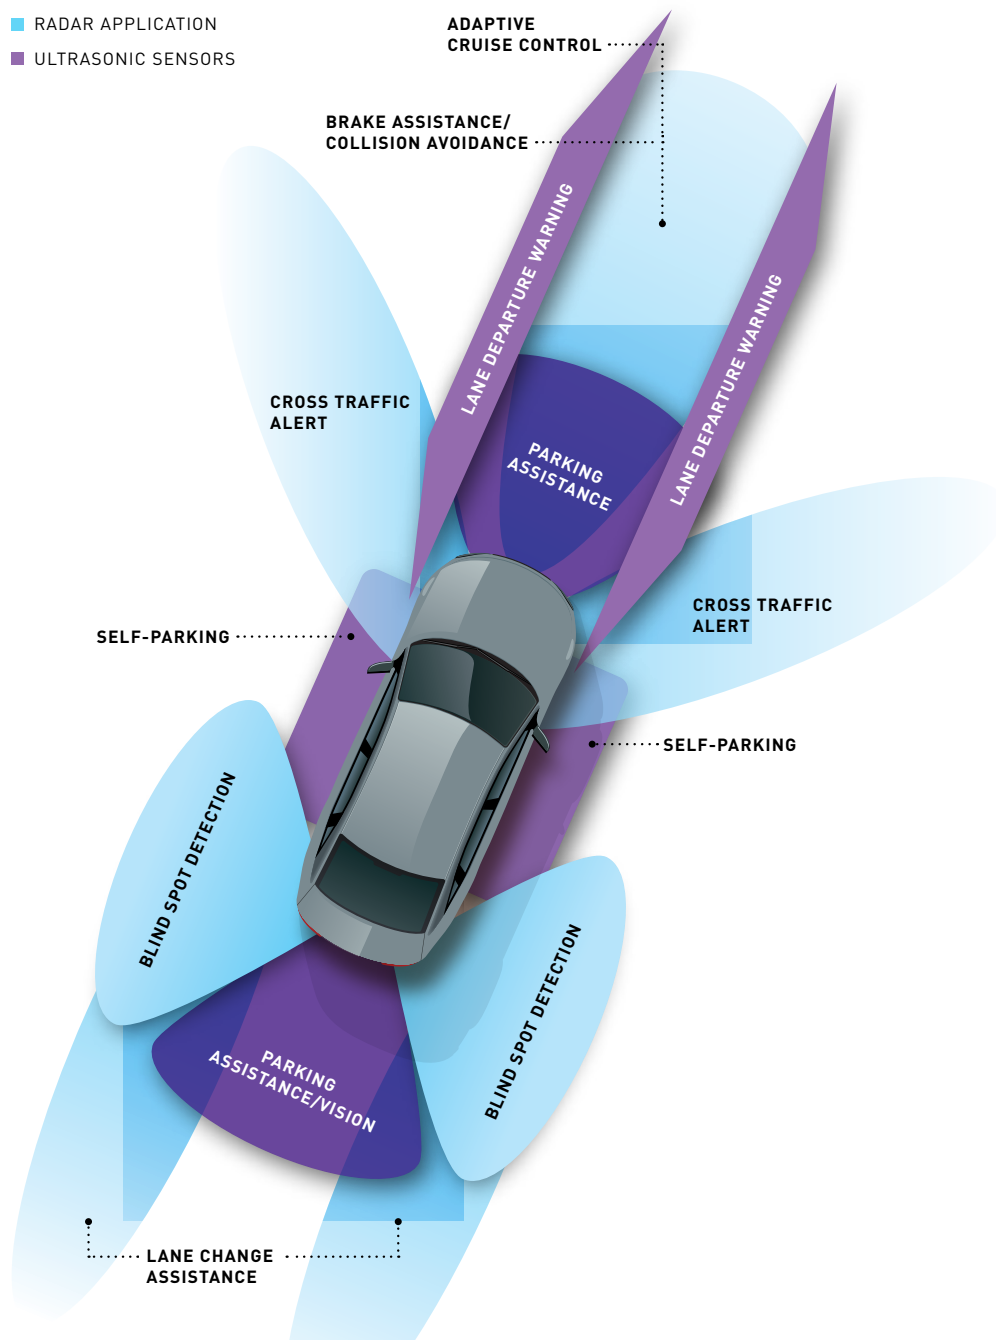 RADAR APPLICATION
ULTRASONIC SENSORS
ADAPTIVE
CRUISE CONTROL
BRAKE ASSISTANCE/
COLLISION AVOIDANCE
LANE DEPARTURE WARNING
LANE DEPARTURE WARNING
CROSS TRAFFIC
ALERT
PARKING
ASSISTANCE
CROSS TRAFFIC
ALERT
SELF-PARKING
SELF-PARKING
BLIND SPOT DETECTION
BLIND SPOT DETECTION
PARKING
ASSISTANCE/VISION
LANE CHANGE
ASSISTANCE